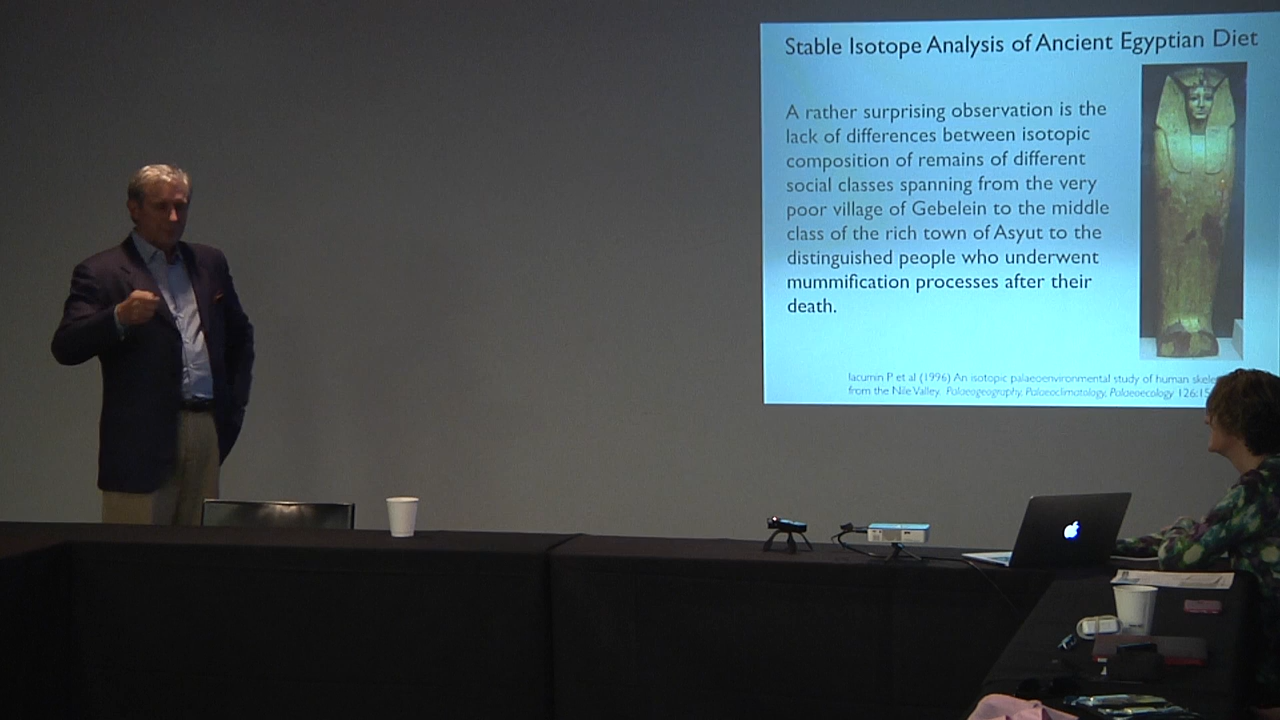 Stable Isotope Analysis of Ancient Egyptian Diet
A rather surprising observation is the
lack of differences between isotopic
composition of remains of different
social classes spanning from the very
poor village of Gebelein to the middle
class of the rich town of Asyut to the
distinguished people who underwent
mummification processes after their
death.
Iacumin P. et al (1996) An isotopic palaeoenvironmental study of human
from the Nile Valley. Palaeogeography, Palaeoclimatology, Palaeoecology